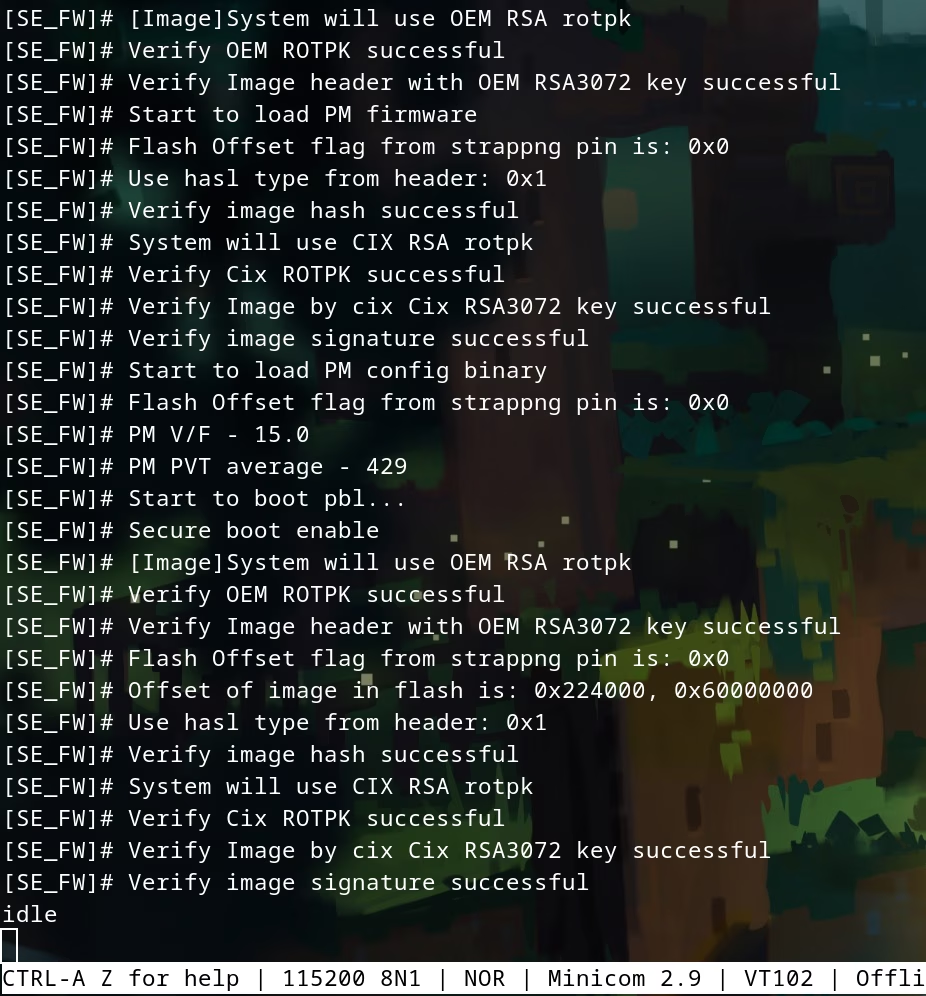 [SE_FW]# [Image]System will use OEM RSA rotpk
[SE_FW]# Verify OEM ROTPK successful
[SE_FW]# Verify Image header with OEM RSA3072 key successful
[SE_FW]# Start to load PM firmware
[SE_FW]# Flash Offset flag from strappng pin is: 0x0
[SE_FW]# Use hasl type from header: 0x1
[SE_FW]# Verify image hash successful
[SE_FW]# System will use CIX RSA rotpk
[SE_FW]# Verify Cix ROTPK successful
[SE_FW]# Verify Image by cix Cix RSA3072 key successful
[SE_FW]# Verify image signature successful
[SE_FW]# Start to load PM config binary
[SE_FW]# Flash Offset flag from strappng pin is: 0x0
[SE_FW]# PM V/F - 15.0
[SE_FW]# PM PVT average - 429
[SE_FW]# Start to boot pbl...
[SE_FW]# Secure boot enable
[SE_FW]# [Image]System will use OEM RSA rotpk
[SE_FW]# Verify OEM ROTPK successful
[SE_FW]# Verify Image header with OEM RSA3072 key successful
[SE_FW]# Flash Offset flag from strappng pin is: 0x0
[SE_FW]# Offset of image in flash is: 0x224000, 0x60000000
[SE_FW]# Use hasl type from header: 0x1
[SE_FW]# Verify image hash successful
[SE_FW]# System will use CIX RSA rotpk
[SE_FW]# Verify Cix ROTPK successful
[SE_FW]# Verify Image by cix Cix RSA3072 key successful
[SE_FW]# Verify image signature successful
idle
CTRL-A Z for help | 115200 8N1 | NOR | Minicom 2.9 | VT102 | Offli